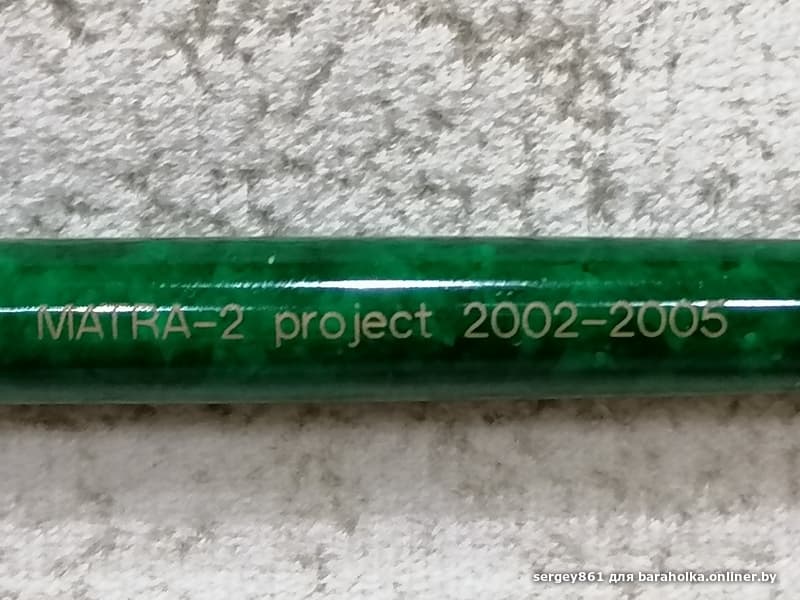 MATRA-2 project 2002-2005
sergey861 для baraholka.onliner.by